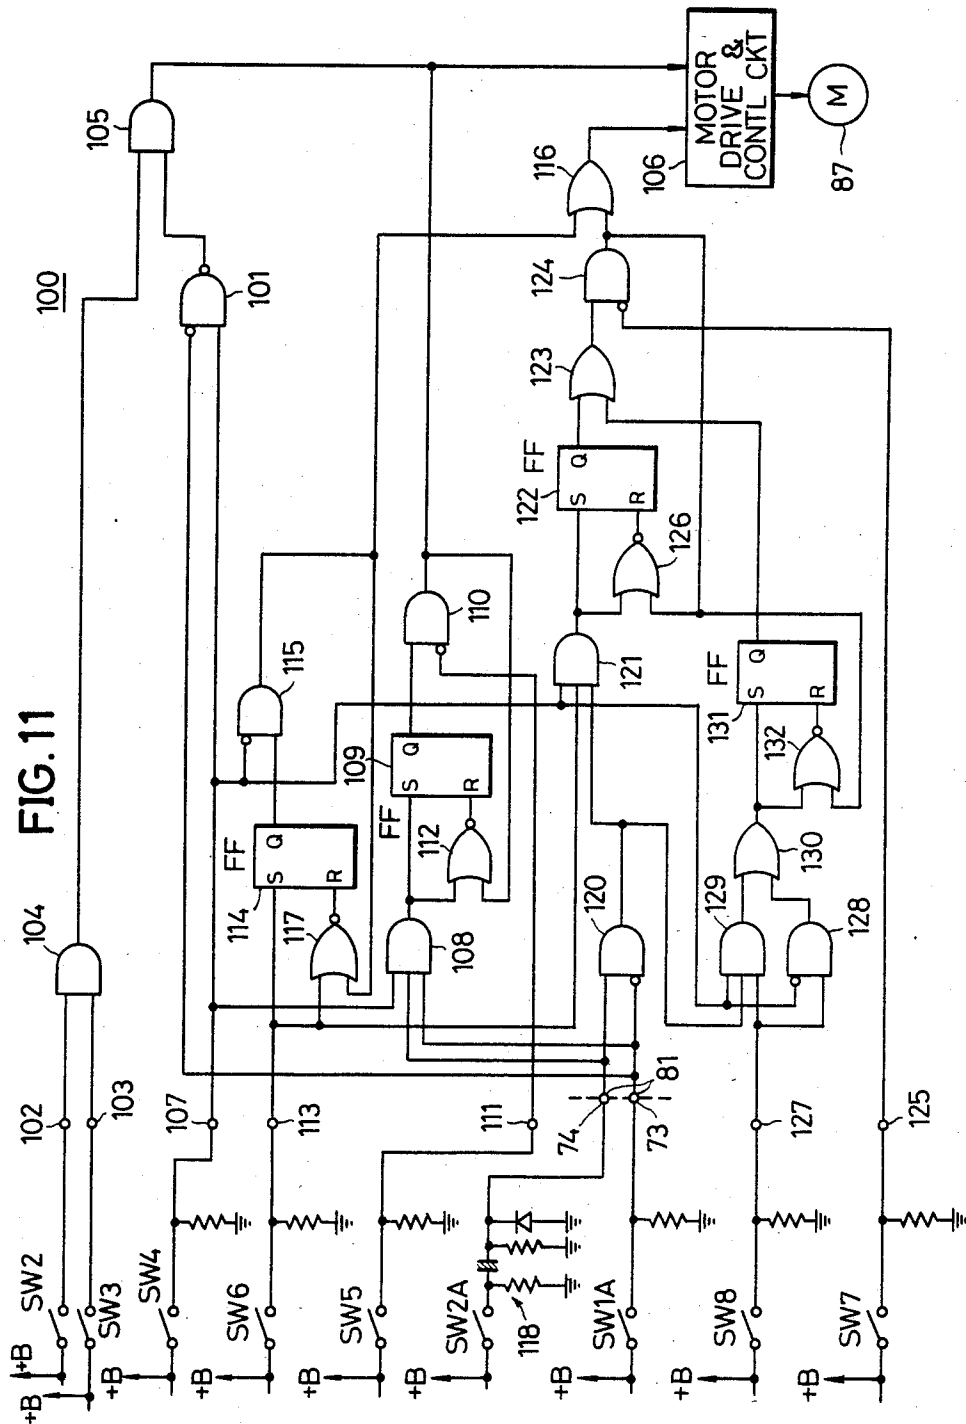 FIG. 11
100
SW2
+B
102
104
SW3
+B
103
105
101
SW4
+B
107
SW6
+B
113
114
FF
S
Q
R
117
115
SW5
+B
111
108
FF
109
S
Q
R
112
110
SW2A
+B
118
74
81
73
120
121
122
FF
S
Q
R
126
123
124
116
106
MOTOR
DRIVE &
CONTL CKT
M
87
SW1A
+B
SW8
+B
127
129
128
130
131
FF
S
Q
R
132
SW7
+B
125